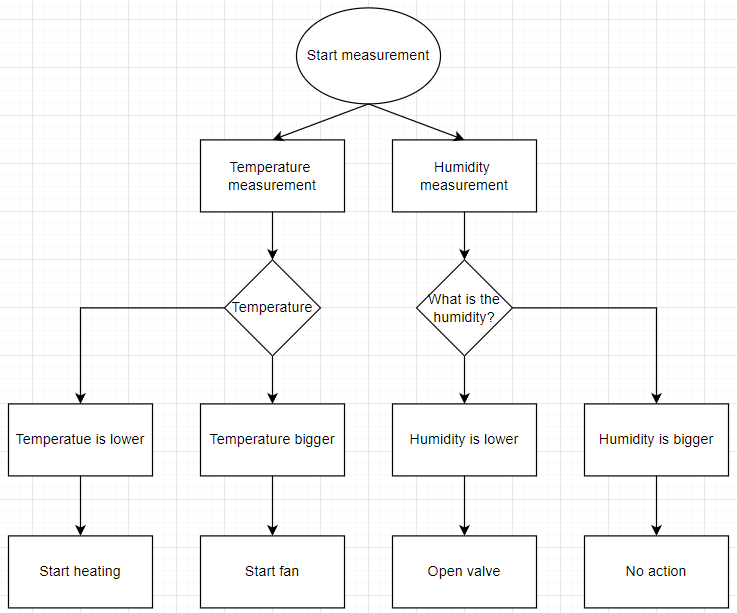 Start measurement
Temperature
measurement
Humidity
measurement
Temperature
What is the
humidity?
Temperatue is lower
Temperature bigger
Humidity is lower
Humidity is bigger
Start heating
Start fan
Open valve
No action